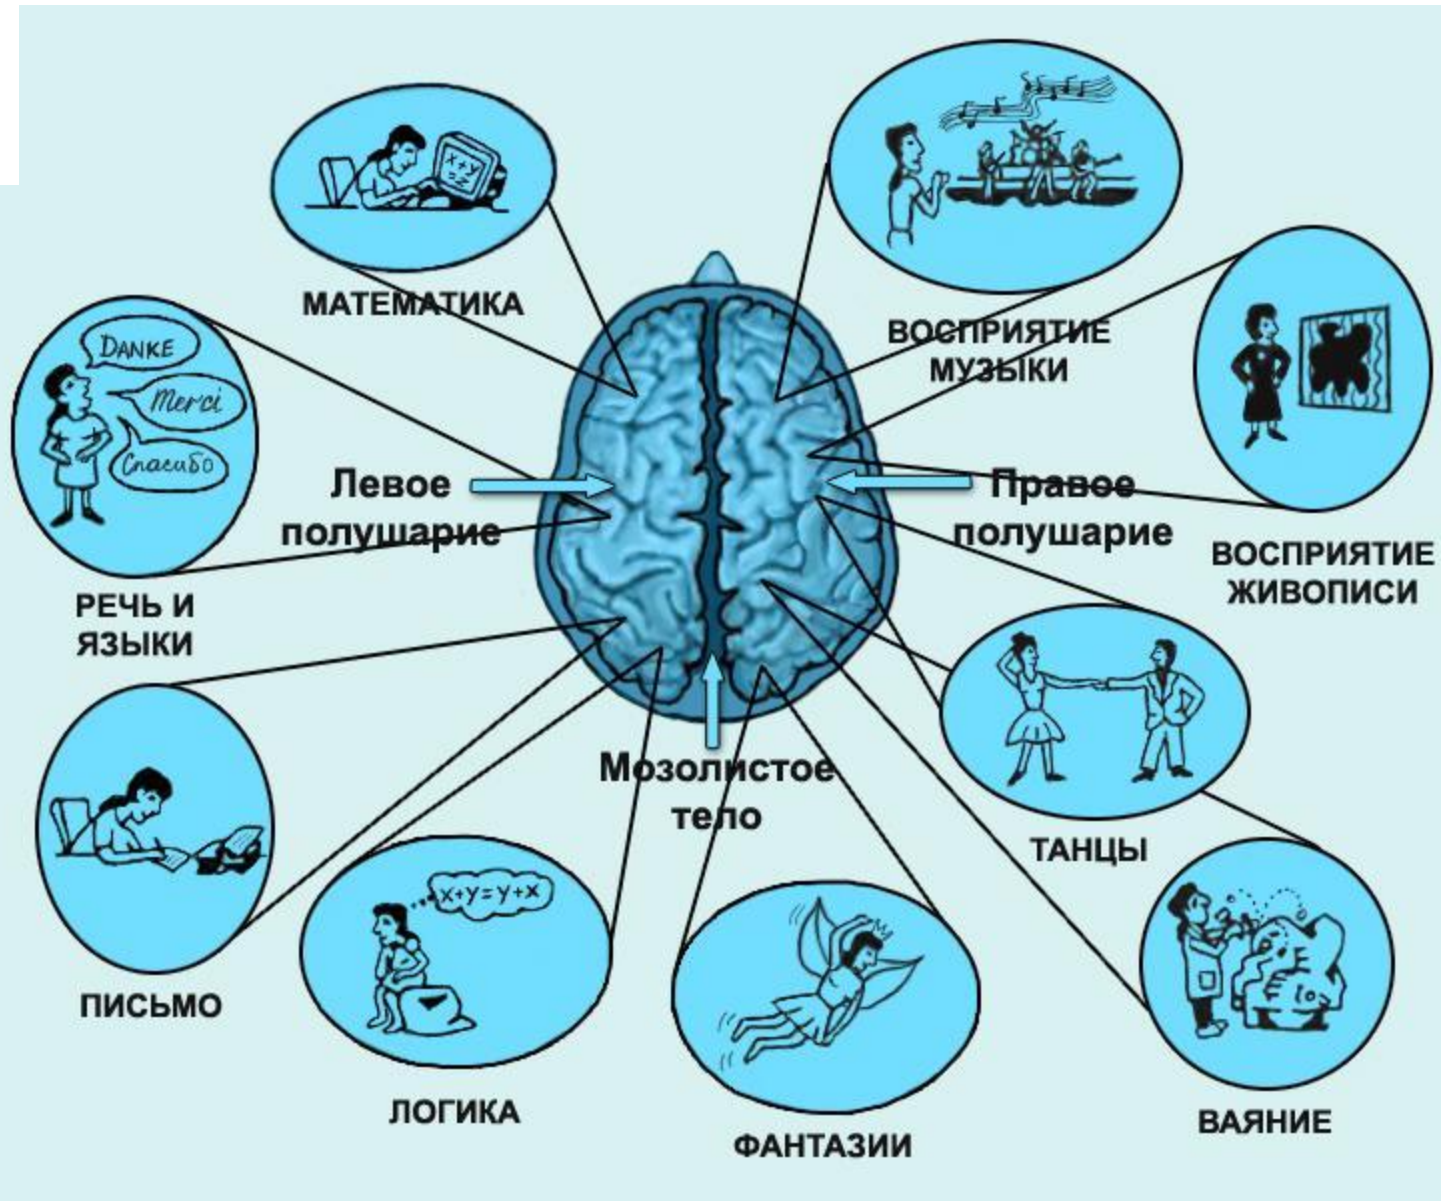 x+y
=z
МАТЕМАТИКА
ВОСПРИЯТИЕ
МУЗЫКИ
DANKE
Merci
Спасибо
РЕЧЬ И
ЯЗЫКИ
Левое
полушарие
Правое
полушарие
ВОСПРИЯТИЕ
ЖИВОПИСИ
Мозолистое
тело
ТАНЦЫ
ПИСЬМО
x+y=y+x
ЛОГИКА
ФАНТАЗИИ
ВАЯНИЕ